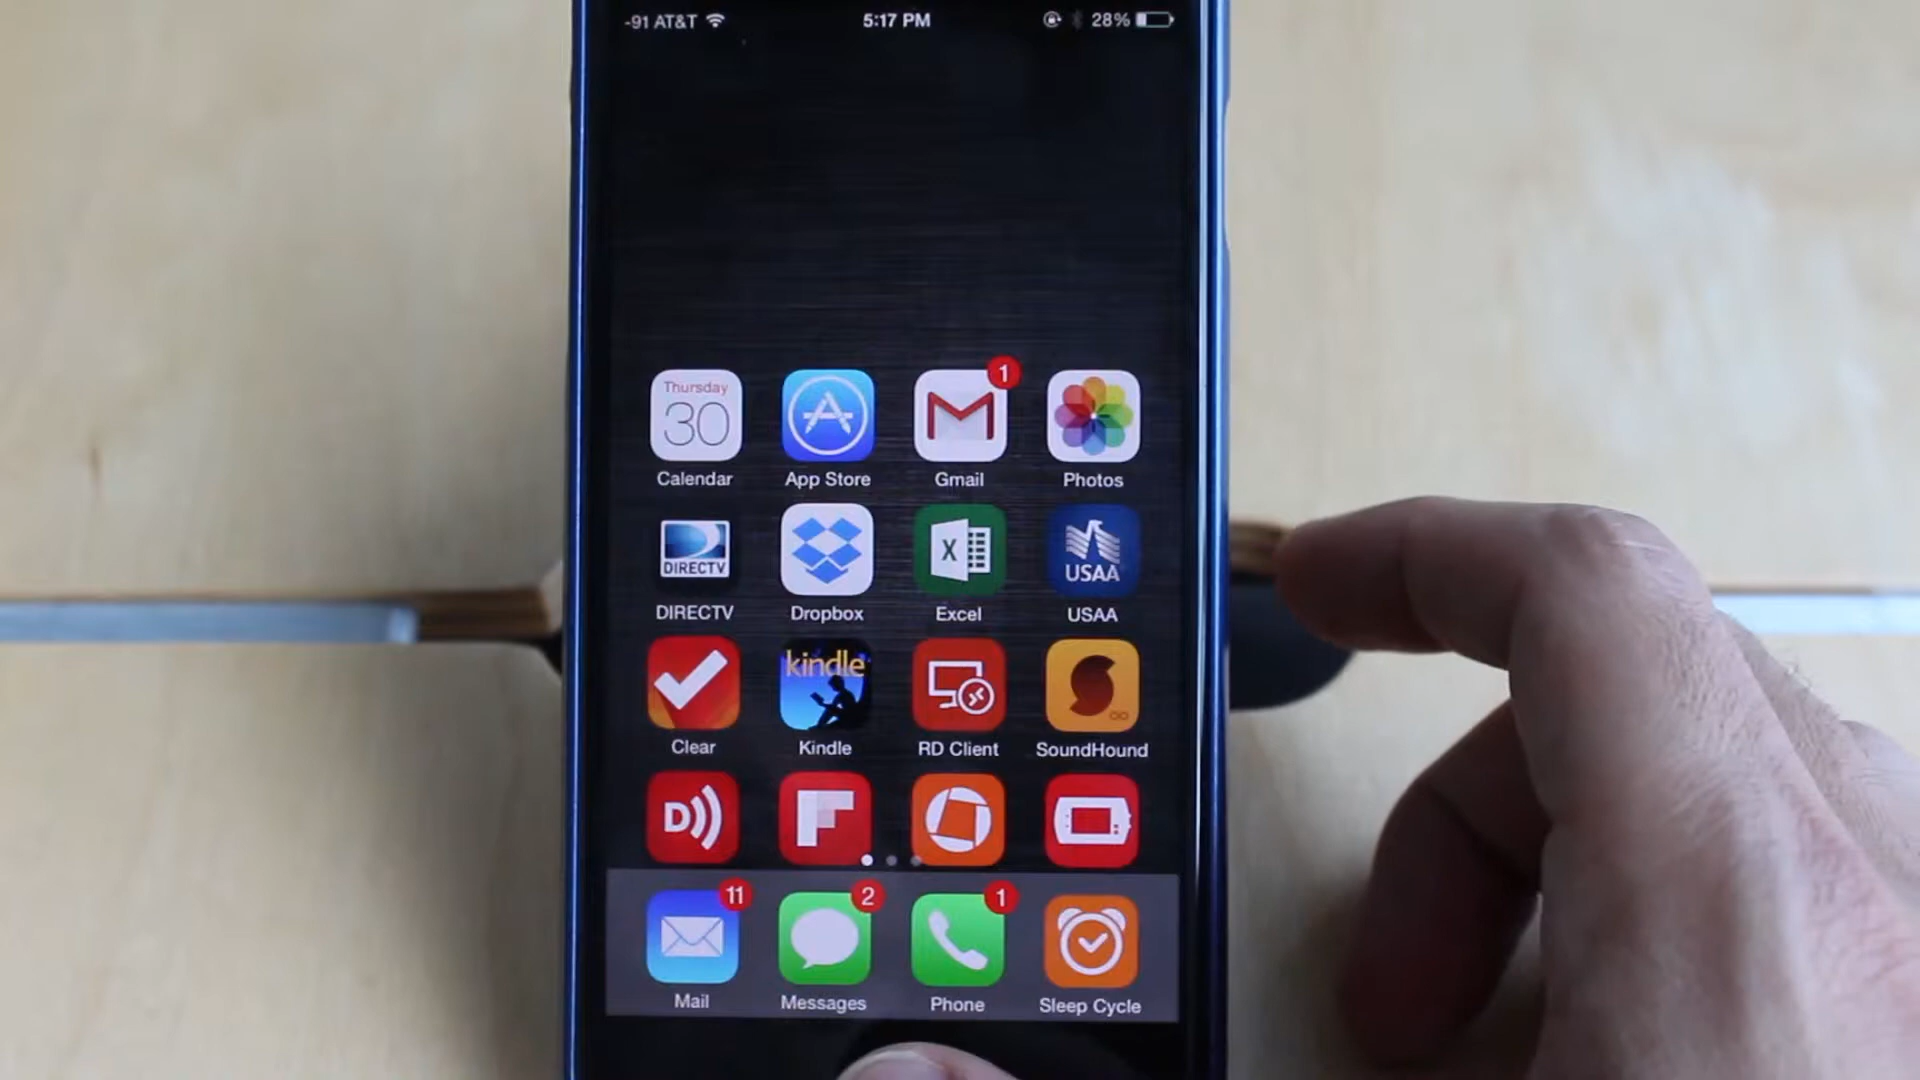 -91 AT&T 5:17 PM 28%
Thursday
30
1
Calendar App Store Gmail Photos
DIRECTV
X
USAA
DIRECTV Dropbox Excel USAA
kindle
Clear Kindle RD Client SoundHound
D
11 2 1
Mail Messages Phone Sleep Cycle